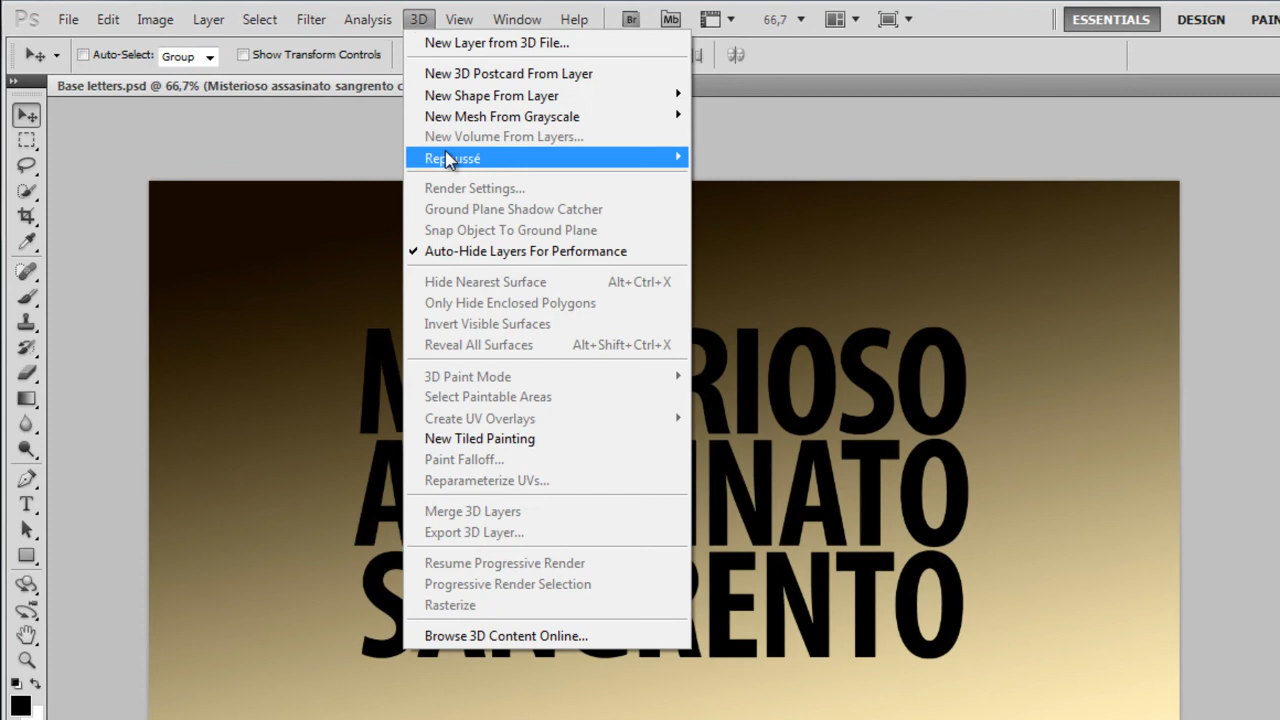 Ps File Edit Image Layer Select Filter Analysis 3D View Window Help Br Mb 66,7 ESSENTIALS DESIGN PAIN
Auto-Select: Group Show Transform Controls
Base letters.psd @ 66,7% (Misterioso assasinato sangrento c
New Layer from 3D File...
New 3D Postcard From Layer
New Shape From Layer
New Mesh From Grayscale
New Volume From Layers...
Repoussé
Render Settings...
Ground Plane Shadow Catcher
Snap Object To Ground Plane
Auto-Hide Layers For Performance
Hide Nearest Surface Alt+Ctrl+X
Only Hide Enclosed Polygons
Invert Visible Surfaces
Reveal All Surfaces Alt+Shift+Ctrl+X
3D Paint Mode
Select Paintable Areas
Create UV Overlays
New Tiled Painting
Paint Falloff...
Reparameterize UVs...
Merge 3D Layers
Export 3D Layer...
Resume Progressive Render
Progressive Render Selection
Rasterize
Browse 3D Content Online...
M RIOSO
A INATO
S RENTO